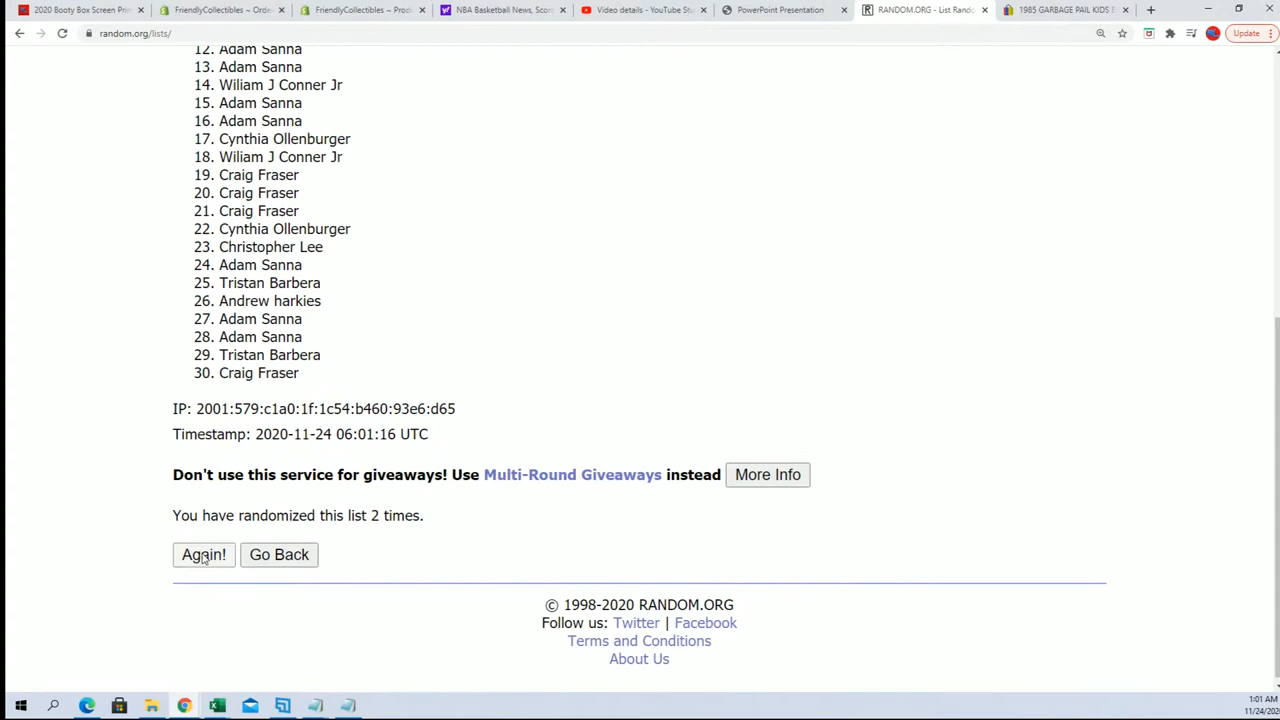 2020 Booty Box Screen Prin
FriendlyCollectibles ~ Orde
FriendlyCollectibles ~ Prod
NBA Basketball News, Score
Video details - YouTube Stu
PowerPoint Presentation
RANDOM.ORG - List Rando
1985 GARBAGE PAIL KIDS
random.org/lists/
Update
12. Adam Sanna
13. Adam Sanna
14. Wiliam J Conner Jr
15. Adam Sanna
16. Adam Sanna
17. Cynthia Ollenburger
18. Wiliam J Conner Jr
19. Craig Fraser
20. Craig Fraser
21. Craig Fraser
22. Cynthia Ollenburger
23. Christopher Lee
24. Adam Sanna
25. Tristan Barbera
26. Andrew harkies
27. Adam Sanna
28. Adam Sanna
29. Tristan Barbera
30. Craig Fraser
IP: 2001:579:c1a0:1f:1c54:b460:93e6:d65
Timestamp: 2020-11-24 06:01:16 UTC
Don't use this service for giveaways! Use Multi-Round Giveaways instead More Info
You have randomized this list 2 times.
Again! Go Back
© 1998-2020 RANDOM.ORG
Follow us: Twitter | Facebook
Terms and Conditions
About Us
1:01 AM
11/24/202